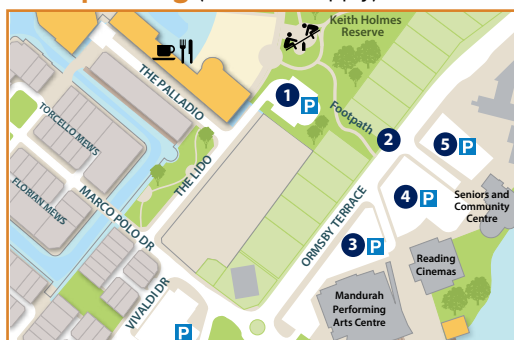 Keith Holmes
Reserve
THE PALLADIO
1 P
Footpath
2
TORCELLO MEWS
5 P
THE LIDO
4 P
Seniors and
Community
Centre
FLORIAN MEWS
MARCO POLO DR
ORMSBY TERRACE
3 P
Reading
Cinemas
VIVALDI DR
Mandurah
Performing
Arts Centre
P